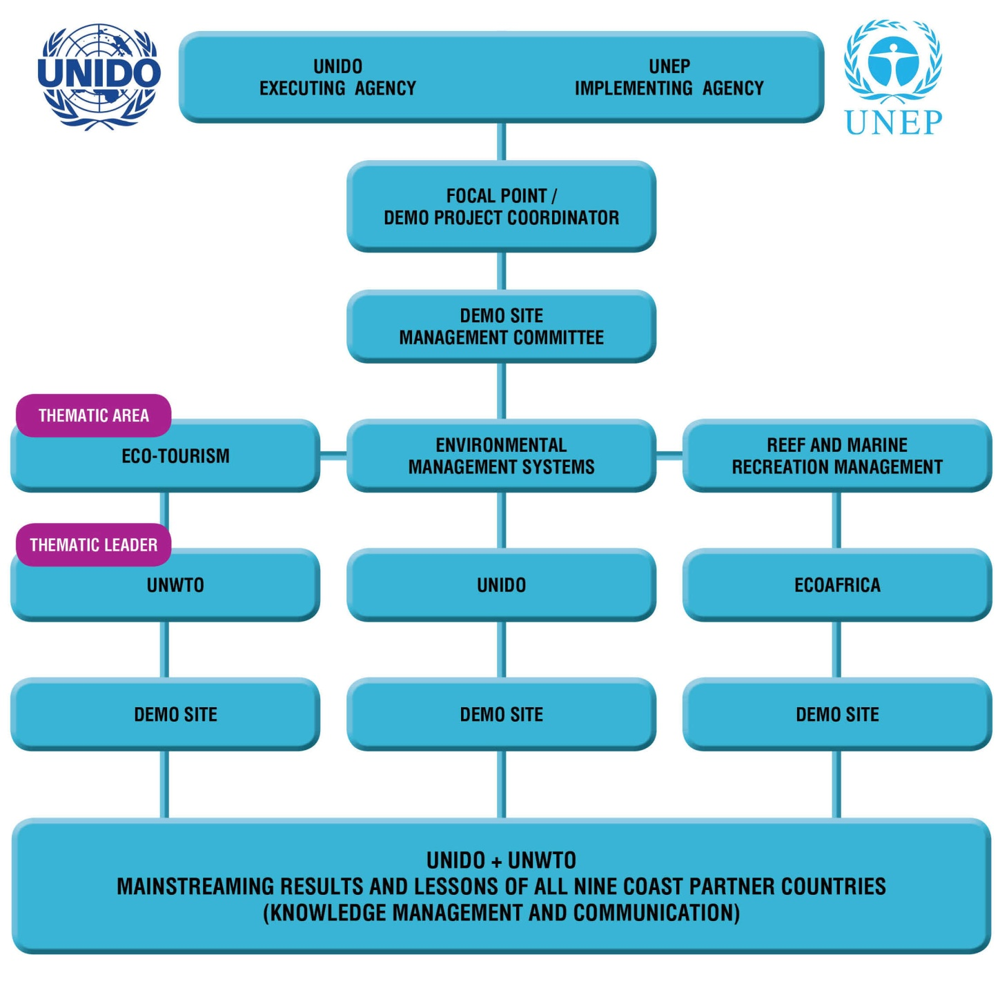 UNIDO
UNIDO
EXECUTING AGENCY
UNEP
IMPLEMENTING AGENCY
UNEP
FOCAL POINT /
DEMO PROJECT COORDINATOR
DEMO SITE
MANAGEMENT COMMITTEE
THEMATIC AREA
ECO-TOURISM
ENVIRONMENTAL
MANAGEMENT SYSTEMS
REEF AND MARINE
RECREATION MANAGEMENT
THEMATIC LEADER
UNWTO
UNIDO
ECOAFRICA
DEMO SITE
DEMO SITE
DEMO SITE
UNIDO + UNWTO
MAINSTREAMING RESULTS AND LESSONS OF ALL NINE COAST PARTNER COUNTRIES
(KNOWLEDGE MANAGEMENT AND COMMUNICATION)